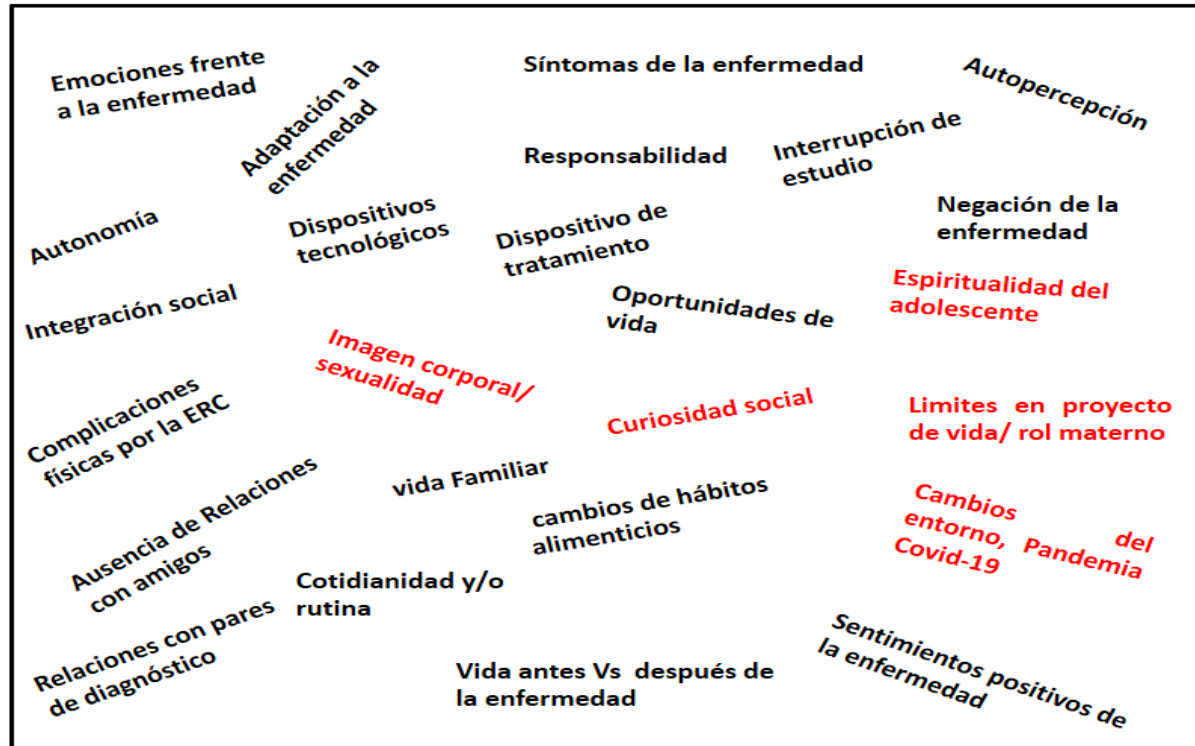 Emociones frente
a la enfermedad
Adaptación a la
enfermedad
Síntomas de la enfermedad
Autopercepción
Responsabilidad
Interrupción de
estudio
Autonomía
Dispositivos
tecnológicos
Dispositivo de
tratamiento
Negación de la
enfermedad
Integración social
Oportunidades de
vida
Espiritualidad del
adolescente
Imagen corporal/
sexualidad
Curiosidad social
Limites en proyecto
de vida/ rol materno
Complicaciones
físicas por la ERC
vida Familiar
cambios de hábitos
alimenticios
Cambios del
entorno, Pandemia
Covid-19
Ausencia de Relaciones
con amigos
Cotidianidad y/o
rutina
Relaciones con pares
de diagnóstico
Vida antes Vs después de
la enfermedad
Sentimientos positivos de
la enfermedad